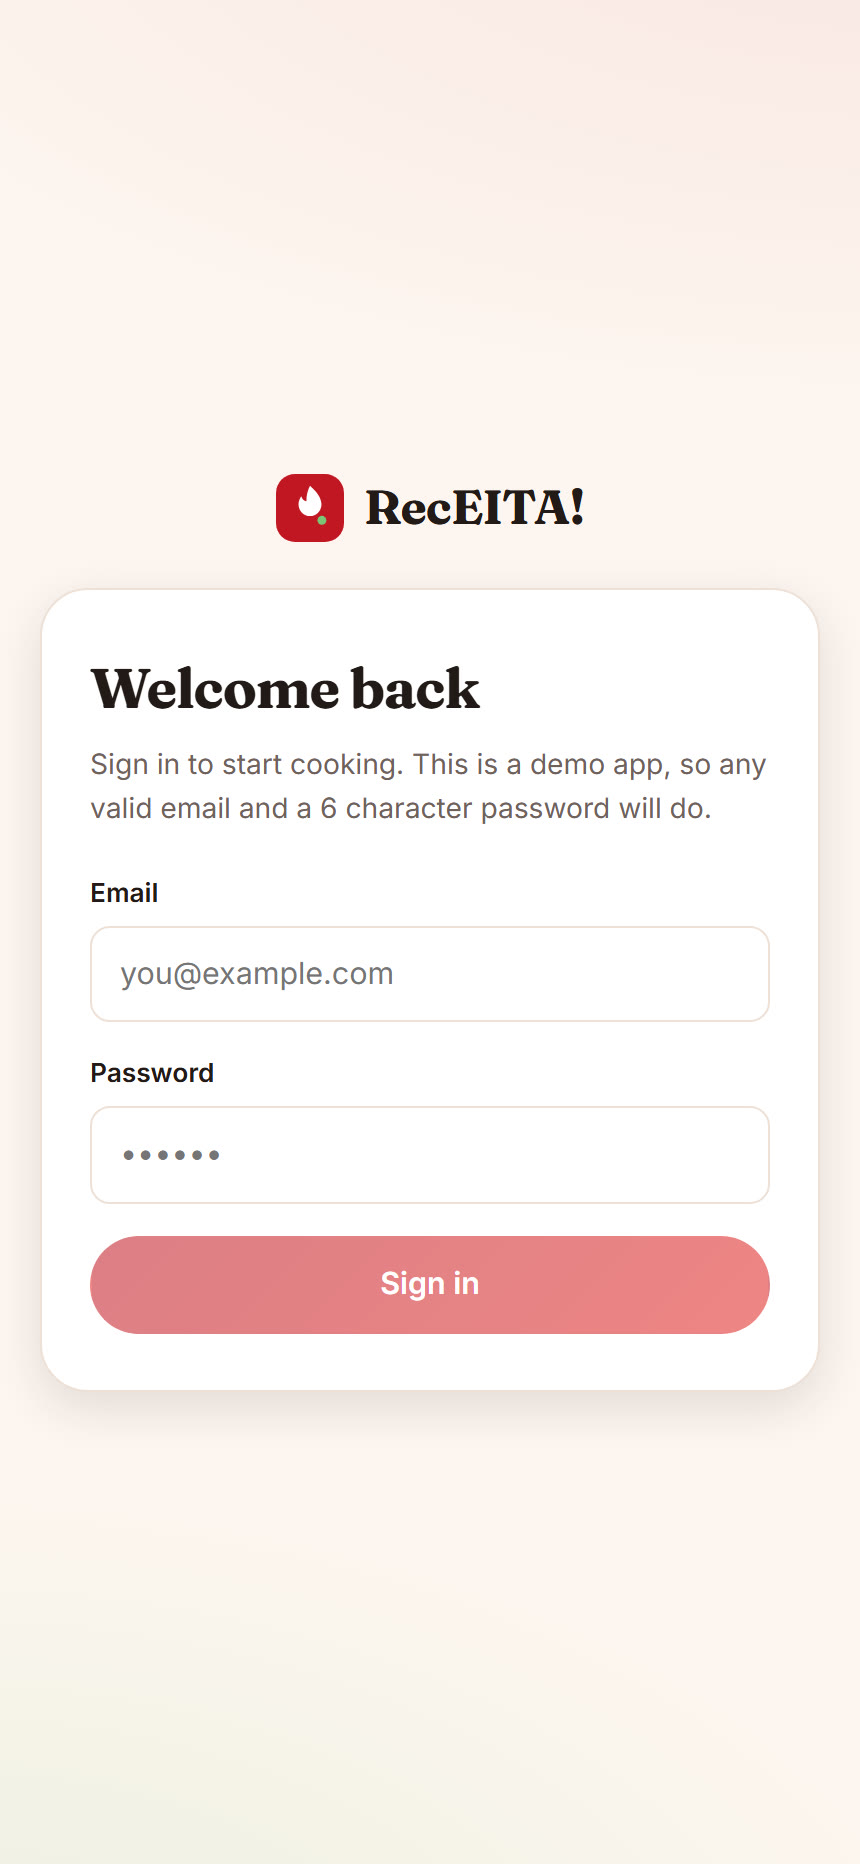 RecEITA!
Welcome back
Sign in to start cooking. This is a demo app, so any
valid email and a 6 character password will do.
Email
you@example.com
Password
••••••
Sign in